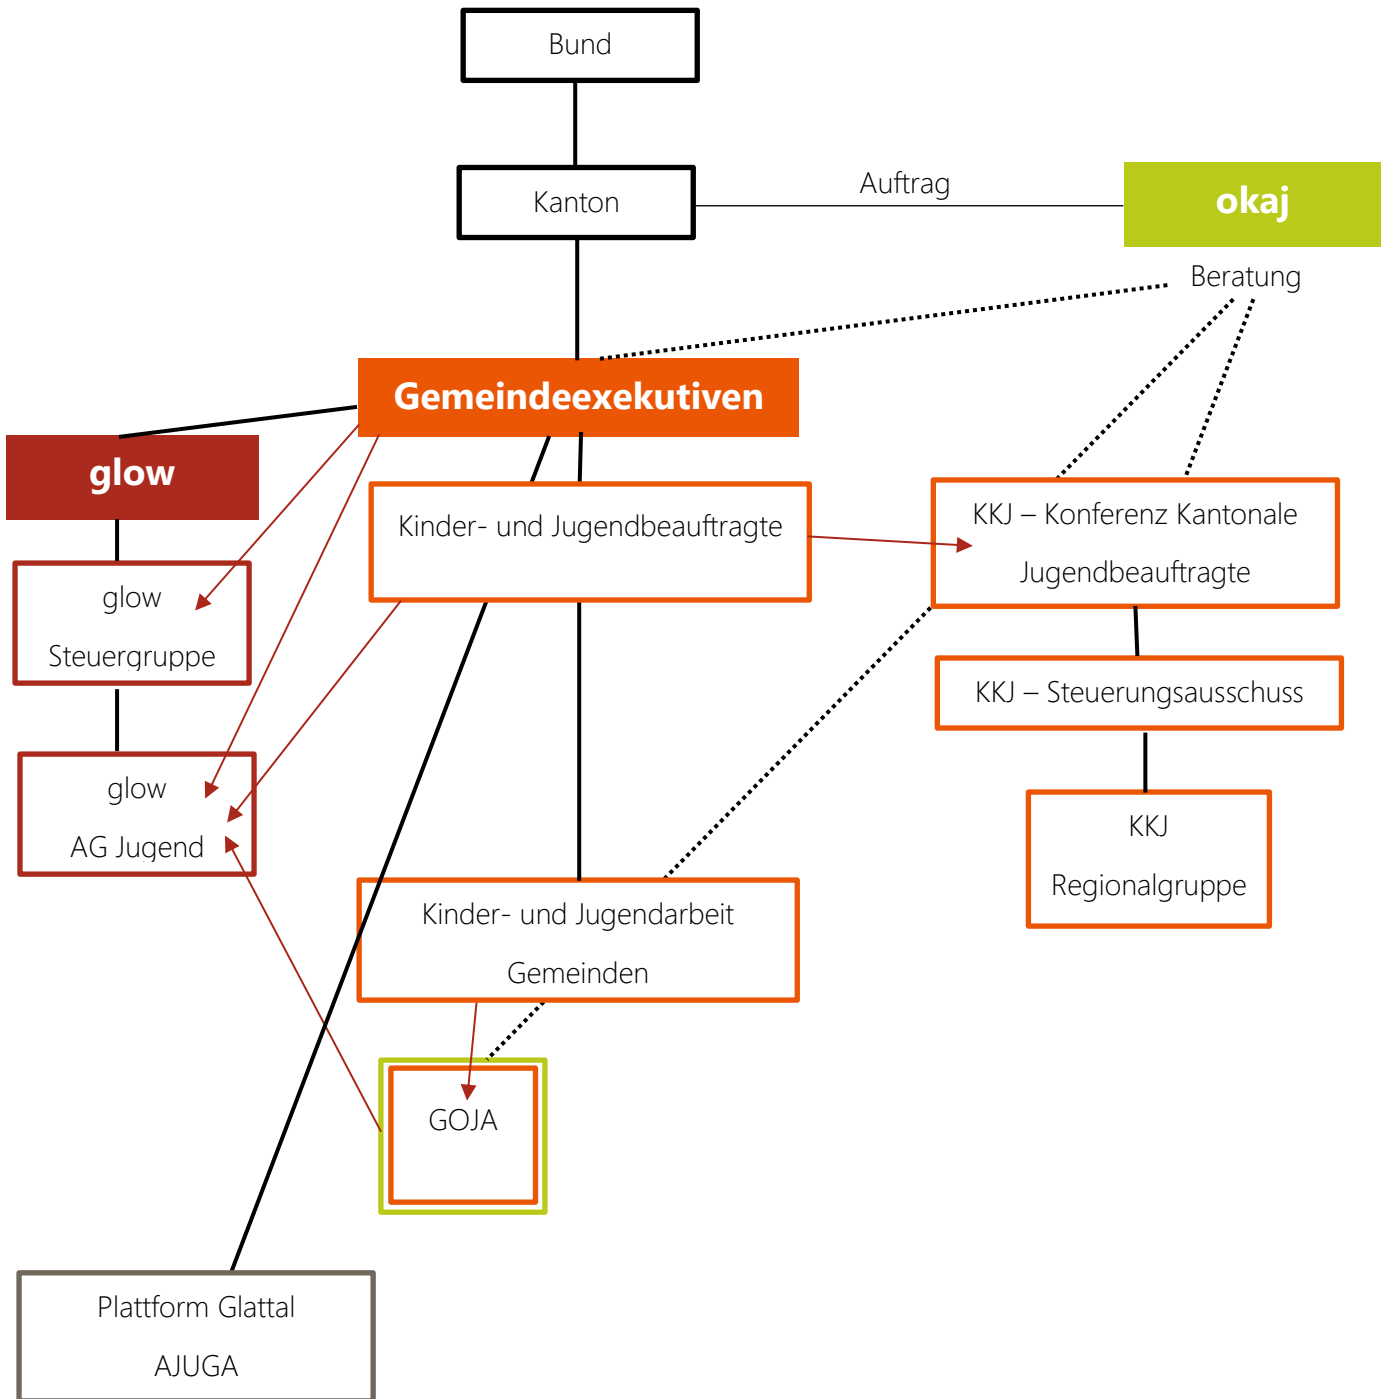 Bund
Kanton
Auftrag
okaj
Beratung
Gemeindeexekutiven
glow
Kinder- und Jugendbeauftragte
KKJ – Konferenz Kantonale
Jugendbeauftragte
glow
Steuergruppe
KKJ – Steuerungsausschuss
glow
AG Jugend
KKJ
Regionalgruppe
Kinder- und Jugendarbeit
Gemeinden
GOJA
Plattform Glattal
AJUGA